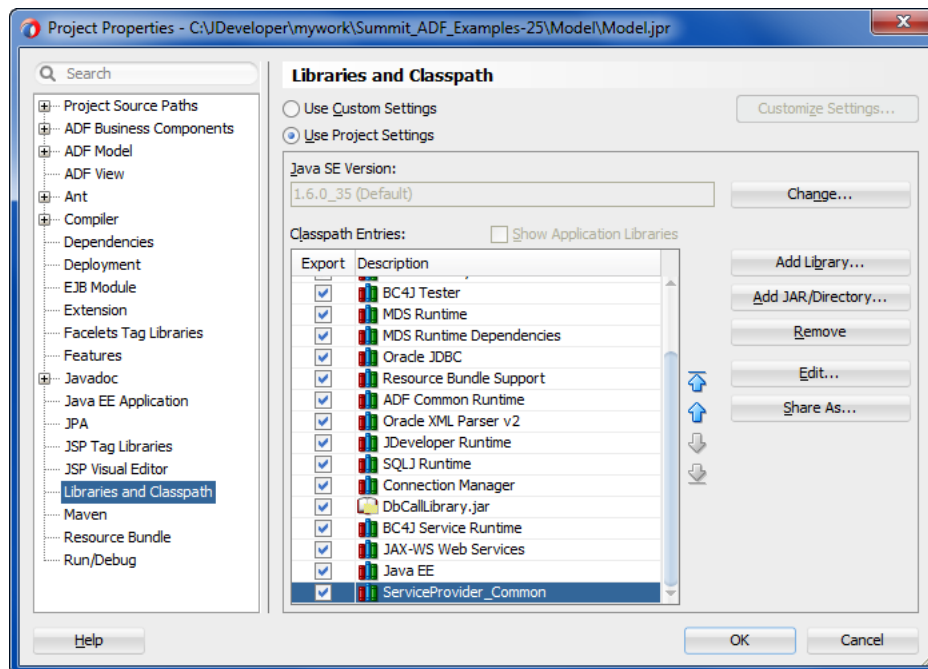 Project Properties - C:\JDeveloper\mywork\Summit_ADF_Examples-25\Model\Model.jpr
Search
Project Source Paths
ADF Business Components
ADF Model
ADF View
Ant
Compiler
Dependencies
Deployment
EJB Module
Extension
Facelets Tag Libraries
Features
Javadoc
Java EE Application
JPA
JSP Tag Libraries
JSP Visual Editor
Libraries and Classpath
Maven
Resource Bundle
Run/Debug
Libraries and Classpath
Use Custom Settings
Customize Settings...
Use Project Settings
Java SE Version:
1.6.0_35 (Default)
Change...
Classpath Entries:
Show Application Libraries
Export Description
BC4J Tester
MDS Runtime
MDS Runtime Dependencies
Oracle JDBC
Resource Bundle Support
ADF Common Runtime
Oracle XML Parser v2
JDeveloper Runtime
SQLJ Runtime
Connection Manager
DbCallLibrary.jar
BC4J Service Runtime
JAX-WS Web Services
Java EE
ServiceProvider_Common
Add Library...
Add JAR/Directory...
Remove
Edit...
Share As...
Help
OK
Cancel